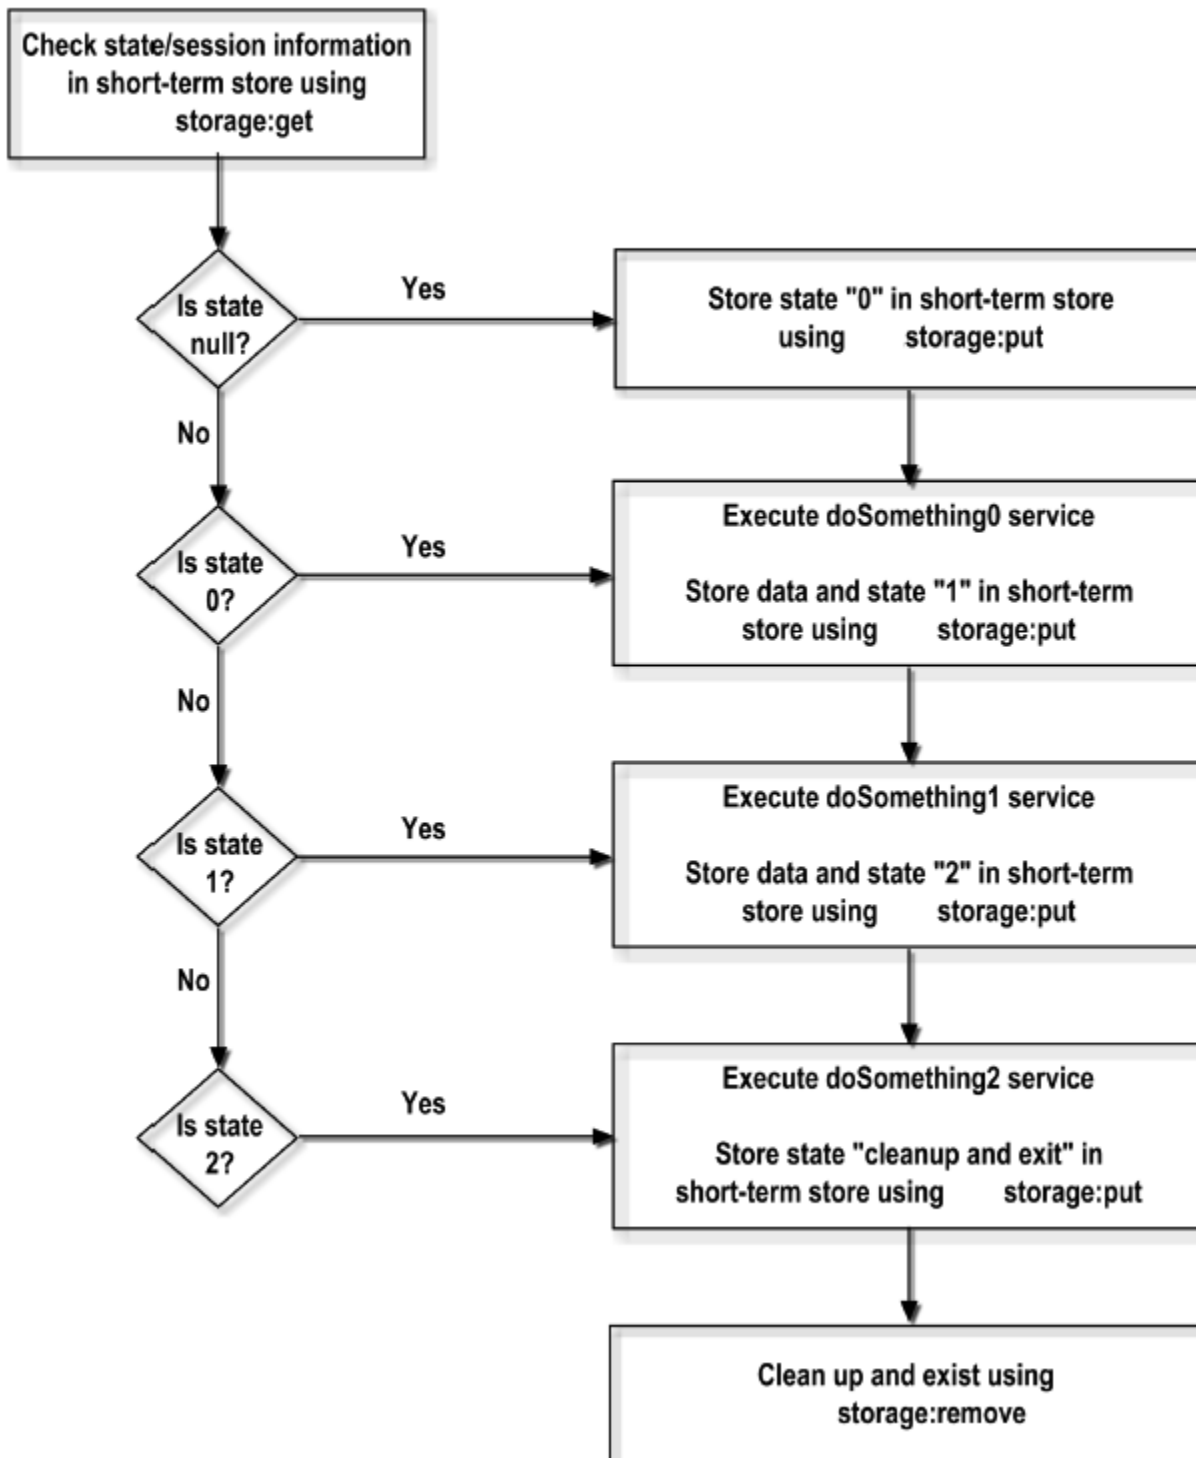 Check state/session information
in short-term store using
storage:get
Is state
null?
Yes
Store state "0" in short-term store
using storage:put
No
Is state
0?
Yes
Execute doSomething0 service
Store data and state "1" in short-term
store using storage:put
No
Is state
1?
Yes
Execute doSomething1 service
Store data and state "2" in short-term
store using storage:put
No
Is state
2?
Yes
Execute doSomething2 service
Store state "cleanup and exit" in
short-term store using storage:put
Clean up and exist using
storage:remove